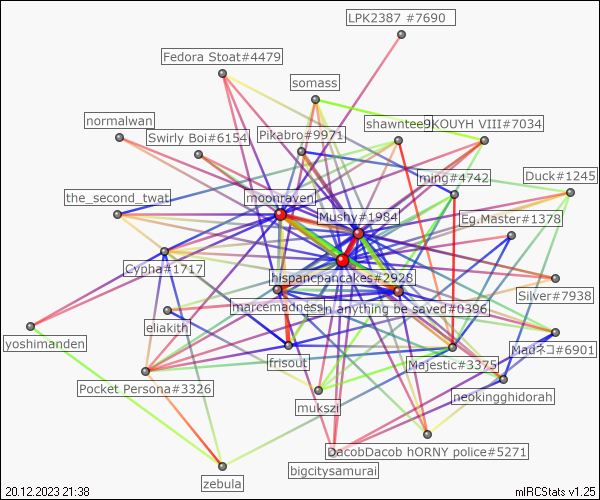 LPK2387 #7690
Fedora Stoat#4479
somass
normalwan
shawntee9
KOUYH VIII#7034
Swirly Boi#6154
Pikabro#9971
ming#4742
Duck#1245
the_second_twat
moonraven
Mushy#1984
Eg.Master#1378
Cypha#1717
hispancpancakes#2928
Silver#7938
marcemadness
n anything be saved#0396
eliakith
yoshimanden
frisout
Majestic#3375
Madネコ#6901
Pocket Persona#3326
mukszi
neokingghidorah
DacobDacob hORNY police#5271
bigcitysamurai
zebula
20.12.2023 21:38
mIRCStats v1.25